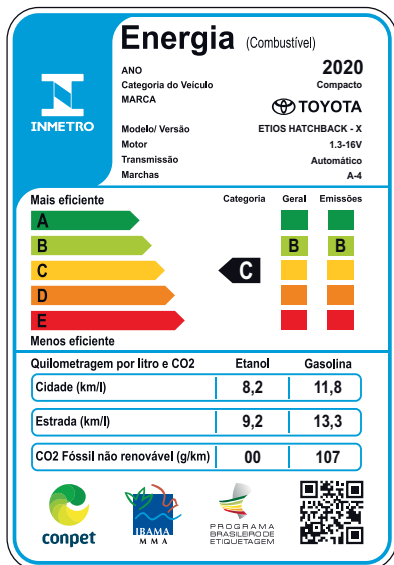 Energia (Combustível)
ANO 2020
Categoria do Veículo Compacto
MARCA TOYOTA
INMETRO
Modelo/ Versão ETIOS HATCHBACK - X
Motor 1.3-16V
Transmissão Automático
Marchas A-4
Mais eficiente Categoria Geral Emissões
A
B B B
C C
D
E
Menos eficiente
Quilometragem por litro e CO2 Etanol Gasolina
Cidade (km/l) 8,2 11,8
Estrada (km/l) 9,2 13,3
CO2 Fóssil não renovável (g/km) 00 107
conpet
IBAMA
MMA
PROGRAMA
BRASILEIRO DE
ETIQUETAGEM